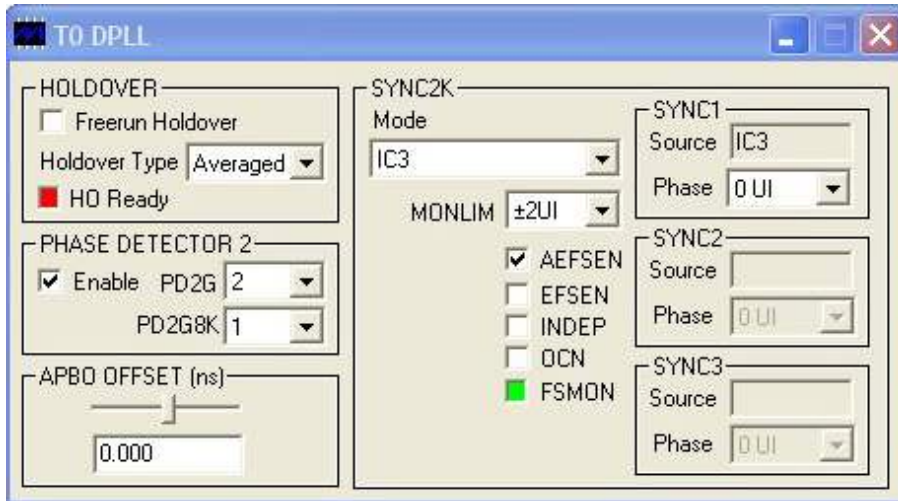 T0 DPLL
HOLDOVER
Freerun Holdover
Holdover Type Averaged
HO Ready
PHASE DETECTOR 2
Enable PD2G 2
PD2G8K 1
APBO OFFSET (ns)
0.000
SYNC2K
Mode
IC3
MONLIM ±2UI
AEFSEN
EFSEN
INDEP
OCN
FSMON
SYNC1
Source IC3
Phase 0 UI
SYNC2
Source
Phase 0 UI
SYNC3
Source
Phase 0 UI